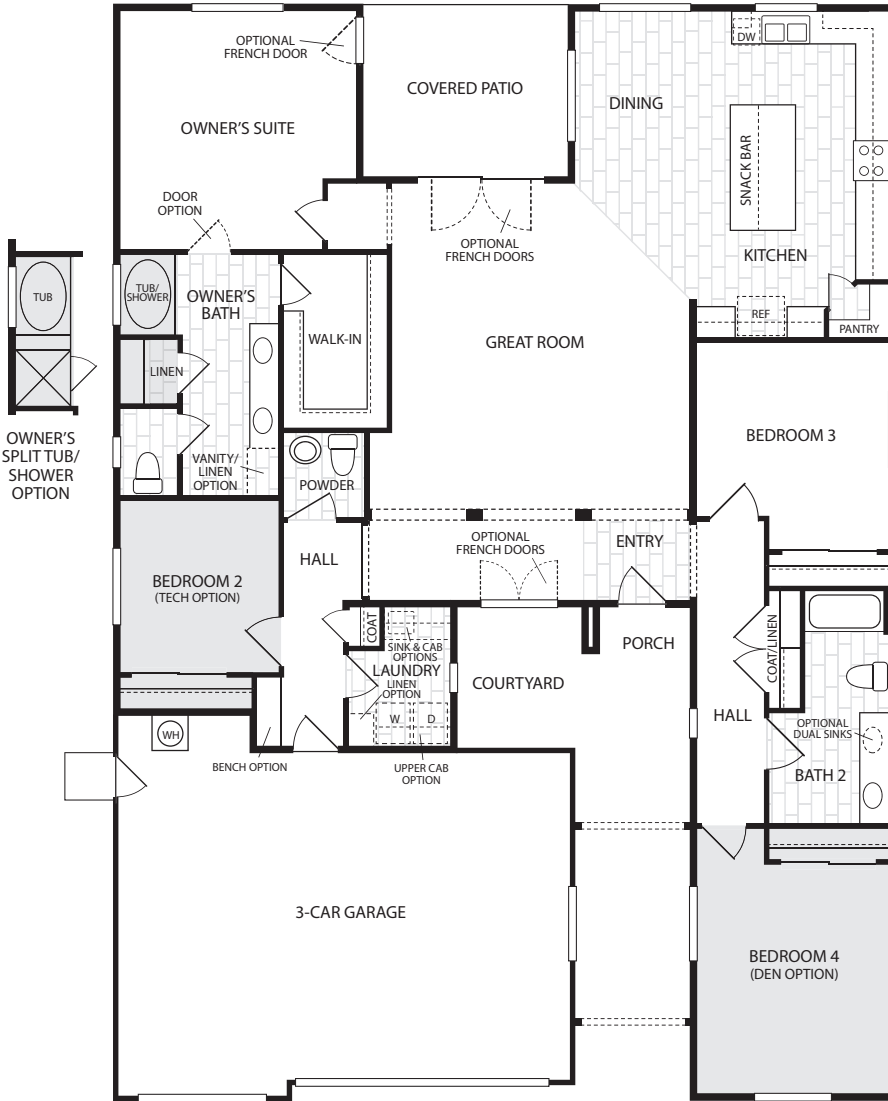 OPTIONAL
FRENCH DOOR
COVERED PATIO
DW
DINING
OWNER'S SUITE
SNACK BAR
DOOR
OPTION
OPTIONAL
FRENCH DOORS
KITCHEN
TUB
TUB/
SHOWER
OWNER'S
BATH
REF
PANTRY
WALK-IN
GREAT ROOM
LINEN
OWNER'S
SPLIT TUB/
SHOWER
OPTION
BEDROOM 3
VANITY/
LINEN
OPTION
POWDER
OPTIONAL
FRENCH DOORS
ENTRY
HALL
BEDROOM 2
(TECH OPTION)
COAT
SINK & CAB
OPTIONS
LAUNDRY
LINEN
OPTION
PORCH
COURTYARD
COAT/LINEN
W
D
HALL
OPTIONAL
DUAL SINKS
WH
BENCH OPTION
UPPER CAB
OPTION
BATH 2
3-CAR GARAGE
BEDROOM 4
(DEN OPTION)